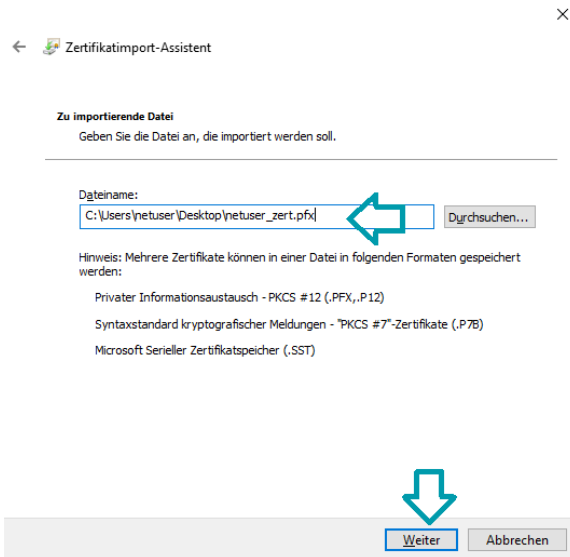 Zertifikatimport-Assistent
Zu importierende Datei
Geben Sie die Datei an, die importiert werden soll.
Dateiname:
C:\Users\netuser\Desktop\netuser_zert.pfx
Durchsuchen...
Hinweis: Mehrere Zertifikate können in einer Datei in folgenden Formaten gespeichert
werden:
Privater Informationsaustausch - PKCS #12 (.PFX,.P12)
Syntaxstandard kryptografischer Meldungen - "PKCS #7"-Zertifikate (.P7B)
Microsoft Serieller Zertifikatspeicher (.SST)
Weiter
Abbrechen